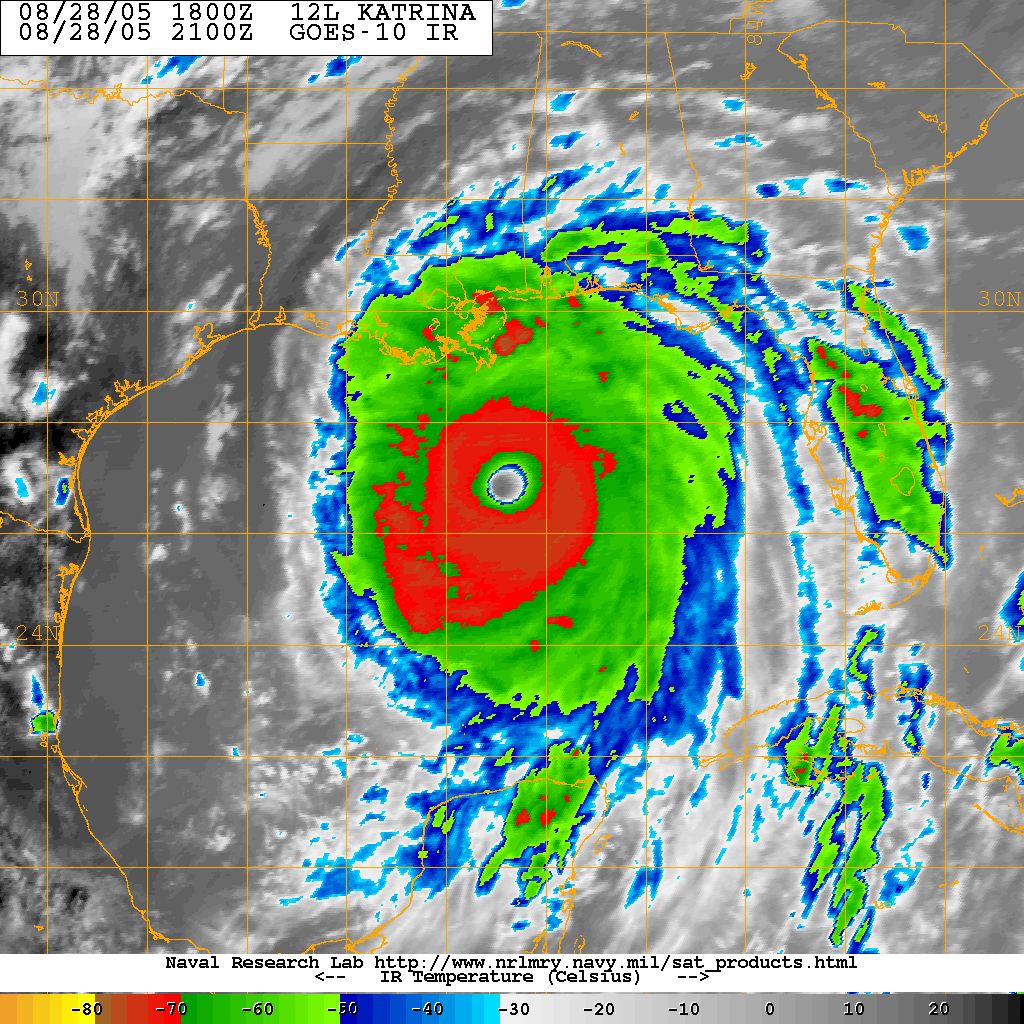 08/28/05 1800Z 12L KATRINA
08/28/05 2100Z GOES-10 IR
30N 30N
24N 24N
Naval Research Lab http://www.nrlmry.navy.mil/sat_products.html
<-- IR Temperature (Celsius) -->
-80 -70 -60 -50 -40 -30 -20 -10 0 10 20